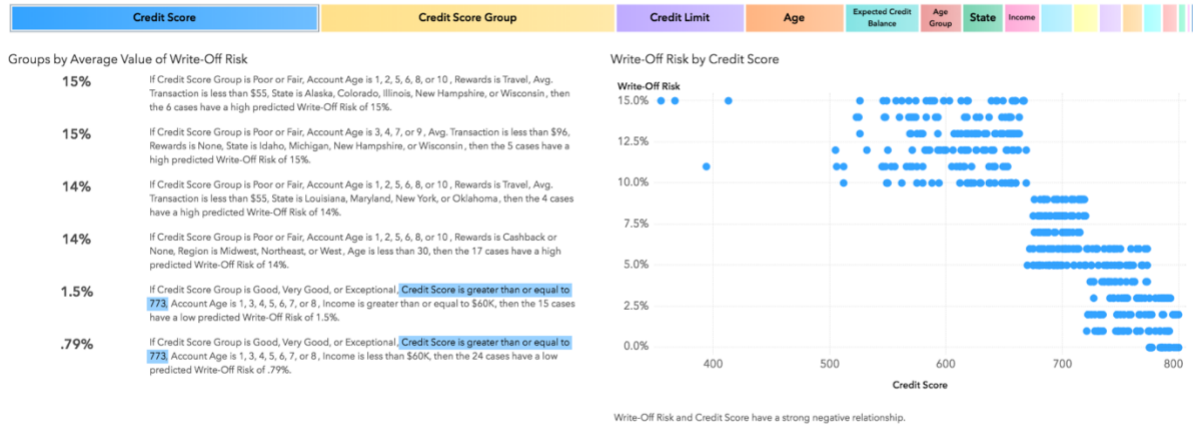 Credit Score
Credit Score Group
Credit Limit
Age
Expected Credit
Balance
Age
Group
State
Income
Groups by Average Value of Write-Off Risk
15%
If Credit Score Group is Poor or Fair, Account Age is 1, 2, 5, 6, 8, or 10 , Rewards is Travel, Avg.
Transaction is less than $55, State is Alaska, Colorado, Illinois, New Hampshire, or Wisconsin , then
the 6 cases have a high predicted Write-Off Risk of 15%.
15%
If Credit Score Group is Poor or Fair, Account Age is 3, 4, 7, or 9 , Avg. Transaction is less than $96,
Rewards is None, State is Idaho, Michigan, New Hampshire, or Wisconsin , then the 5 cases have a
high predicted Write-Off Risk of 15%.
14%
If Credit Score Group is Poor or Fair, Account Age is 1, 2, 5, 6, 8, or 10 , Rewards is Travel, Avg.
Transaction is less than $55, State is Louisiana, Maryland, New York, or Oklahoma , then the 4 cases
have a high predicted Write-Off Risk of 14%.
14%
If Credit Score Group is Poor or Fair, Account Age is 1, 2, 5, 6, 8, or 10 , Rewards is Cashback or
None, Region is Midwest, Northeast, or West , Age is less than 30, then the 17 cases have a high
predicted Write-Off Risk of 14%.
1.5%
If Credit Score Group is Good, Very Good, or Exceptional, Credit Score is greater than or equal to
773, Account Age is 1, 3, 4, 5, 6, 7, or 8 , Income is greater than or equal to $60K, then the 15 cases
have a low predicted Write-Off Risk of 1.5%.
.79%
If Credit Score Group is Good, Very Good, or Exceptional, Credit Score is greater than or equal to
773, Account Age is 1, 3, 4, 5, 6, 7, or 8 , Income is less than $60K, then the 24 cases have a low
predicted Write-Off Risk of .79%.
Write-Off Risk by Credit Score
Write-Off Risk
15.0%
12.5%
10.0%
7.5%
5.0%
2.5%
0.0%
400
500
600
700
800
Credit Score
Write-Off Risk and Credit Score have a strong negative relationship.